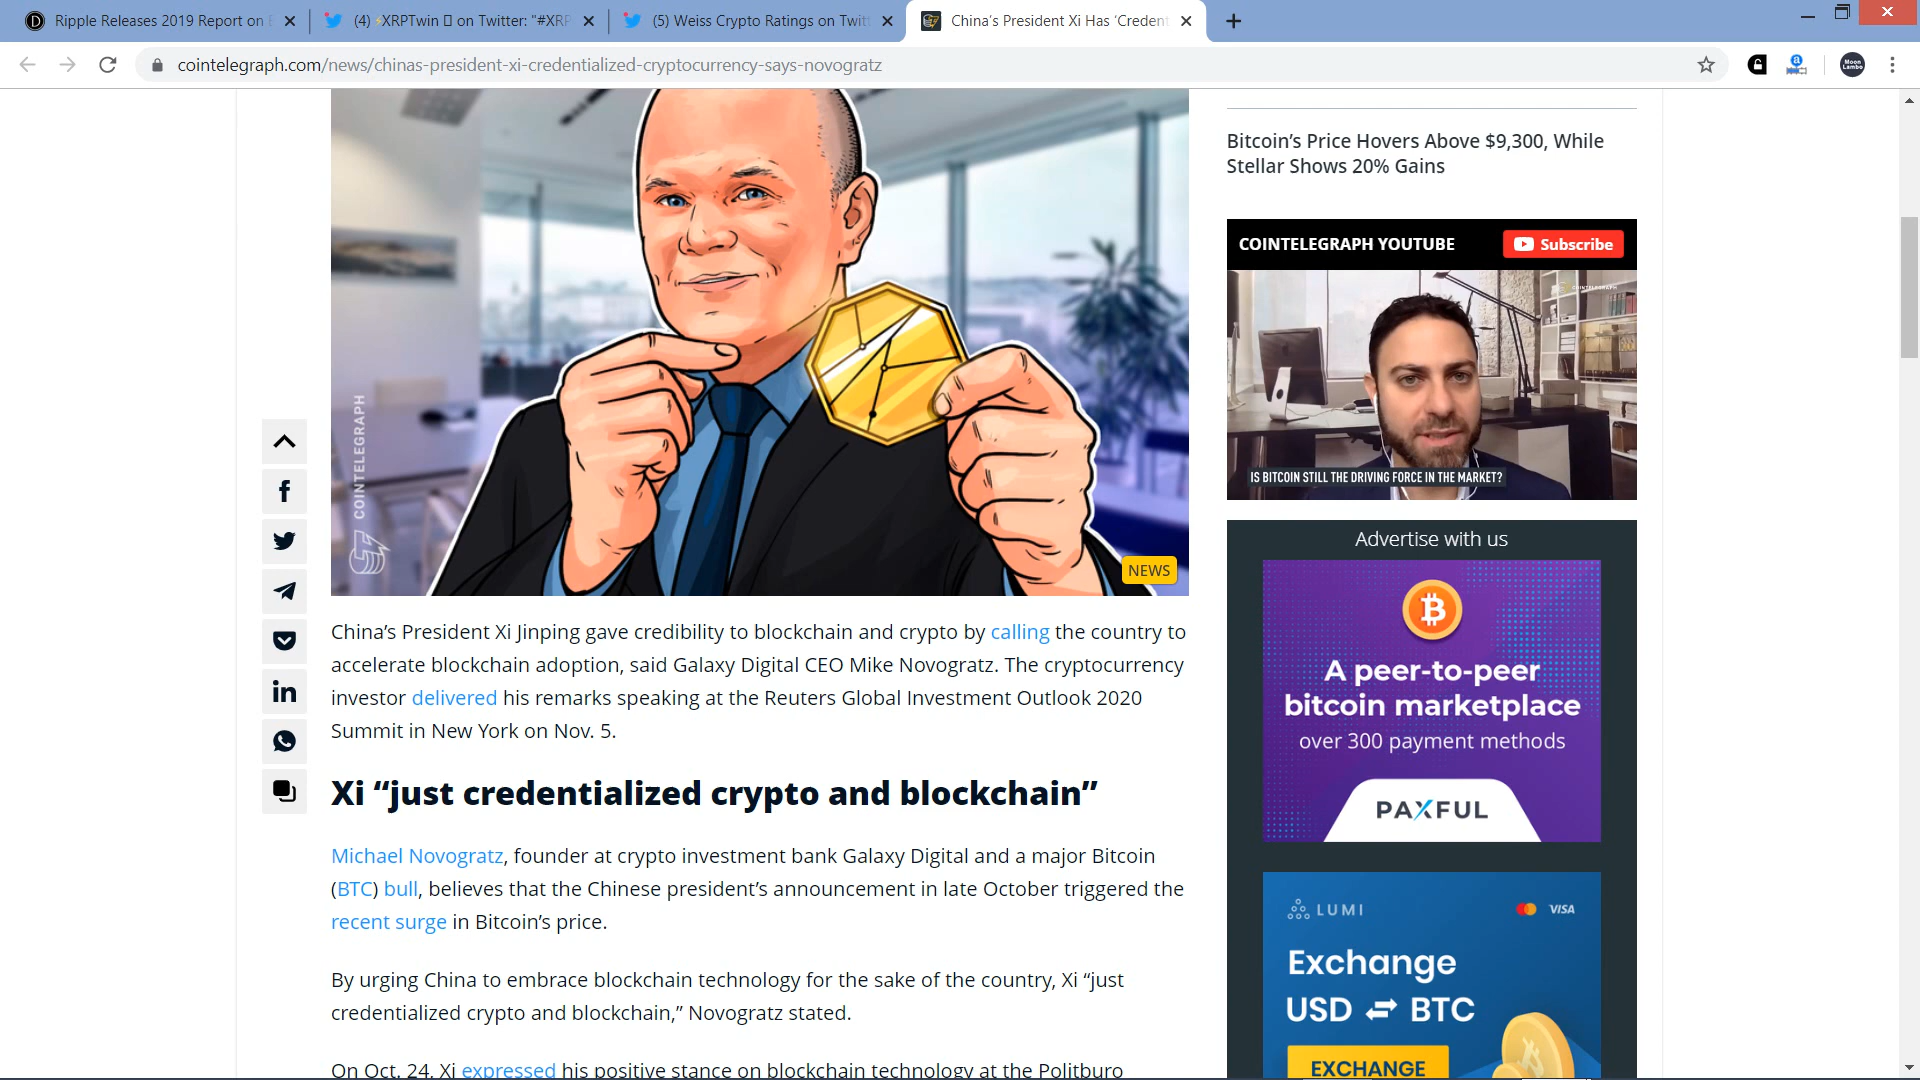 Ripple Releases 2019 Report on
(4) XRPTwin on Twitter: "#XRP
(5) Weiss Crypto Ratings on Twit
China's President Xi Has 'Credent
cointelegraph.com/news/chinas-president-xi-credentialized-cryptocurrency-says-novogratz
Moon
Lambo
COINTELEGRAPH
NEWS
China’s President Xi Jinping gave credibility to blockchain and crypto by calling the country to
accelerate blockchain adoption, said Galaxy Digital CEO Mike Novogratz. The cryptocurrency
investor delivered his remarks speaking at the Reuters Global Investment Outlook 2020
Summit in New York on Nov. 5.
Xi “just credentialized crypto and blockchain”
Michael Novogratz, founder at crypto investment bank Galaxy Digital and a major Bitcoin
(BTC) bull, believes that the Chinese president’s announcement in late October triggered the
recent surge in Bitcoin’s price.
By urging China to embrace blockchain technology for the sake of the country, Xi “just
credentialized crypto and blockchain,” Novogratz stated.
On Oct. 24, Xi expressed his positive stance on blockchain technology at the Politburo
Bitcoin’s Price Hovers Above $9,300, While
Stellar Shows 20% Gains
COINTELEGRAPH YOUTUBE
Subscribe
COINTELEGRAPH
IS BITCOIN STILL THE DRIVING FORCE IN THE MARKET?
Advertise with us
A peer-to-peer
bitcoin marketplace
over 300 payment methods
PAXFUL
LUMI
VISA
Exchange
USD BTC
EXCHANGE